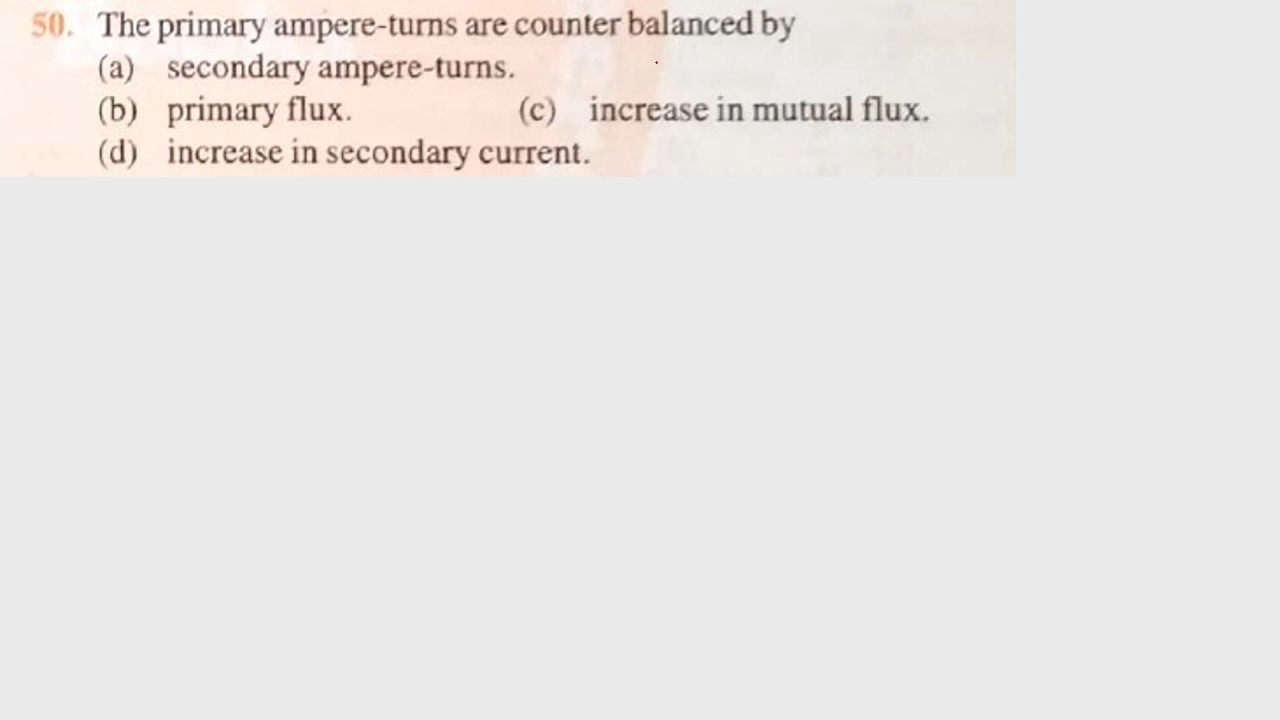 50. The primary ampere-turns are counter balanced by
(a) secondary ampere-turns.
(b) primary flux. (c) increase in mutual flux.
(d) increase in secondary current.